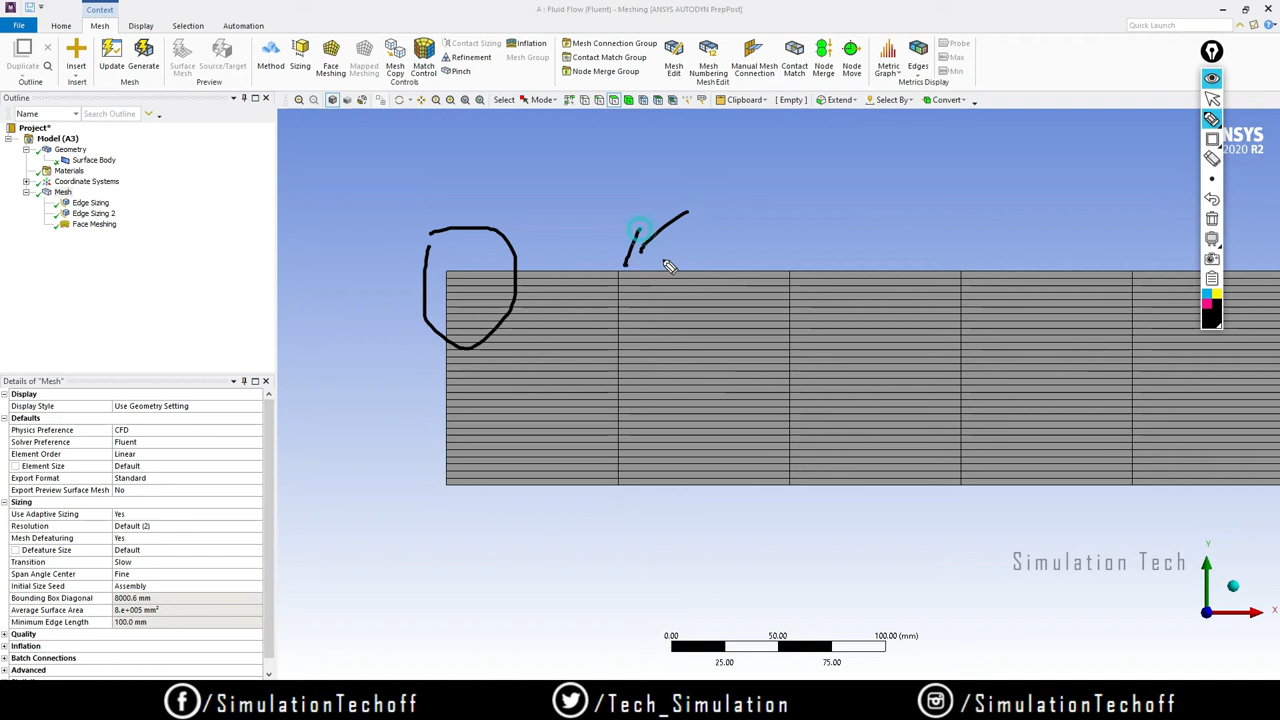 Context
A : Fluid Flow (Fluent) - Meshing [ANSYS AUTODYN PrepPost]
File Home Mesh Display Selection Automation
Quick Launch
Duplicate
Outline
Insert
Insert
Update Generate
Mesh
Surface Mesh Source/Target
Preview
Method Sizing Face Meshing Mapped Meshing Mesh Copy Match Control
Contact Sizing
Refinement
Pinch
Inflation
Mesh Group
Controls
Mesh Connection Group
Contact Match Group
Node Merge Group
Mesh Edit Mesh Numbering Manual Mesh Connection Contact Match Node Merge Node Move
Mesh Edit
Metric Graph Edges
Probe
Max
Min
Metrics Display
Select Mode Clipboard [ Empty ] Extend Select By Convert
Outline
Name Search Outline
Project*
Model (A3)
Geometry
Surface Body
Materials
Coordinate Systems
Mesh
Edge Sizing
Edge Sizing 2
Face Meshing
Details of "Mesh"
Display
Display Style Use Geometry Setting
Defaults
Physics Preference CFD
Solver Preference Fluent
Element Order Linear
Element Size Default
Export Format Standard
Export Preview Surface Mesh No
Sizing
Use Adaptive Sizing Yes
Resolution Default (2)
Mesh Defeaturing Yes
Defeature Size Default
Transition Slow
Span Angle Center Fine
Initial Size Seed Assembly
Bounding Box Diagonal 8000.6 mm
Average Surface Area 8.e+005 mm²
Minimum Edge Length 100.0 mm
Quality
Inflation
Batch Connections
Advanced
ANSYS
2020 R2
Simulation Tech
Y
X
0.00 50.00 100.00 (mm)
25.00 75.00
/SimulationTechoff /Tech_Simulation /SimulationTechoff